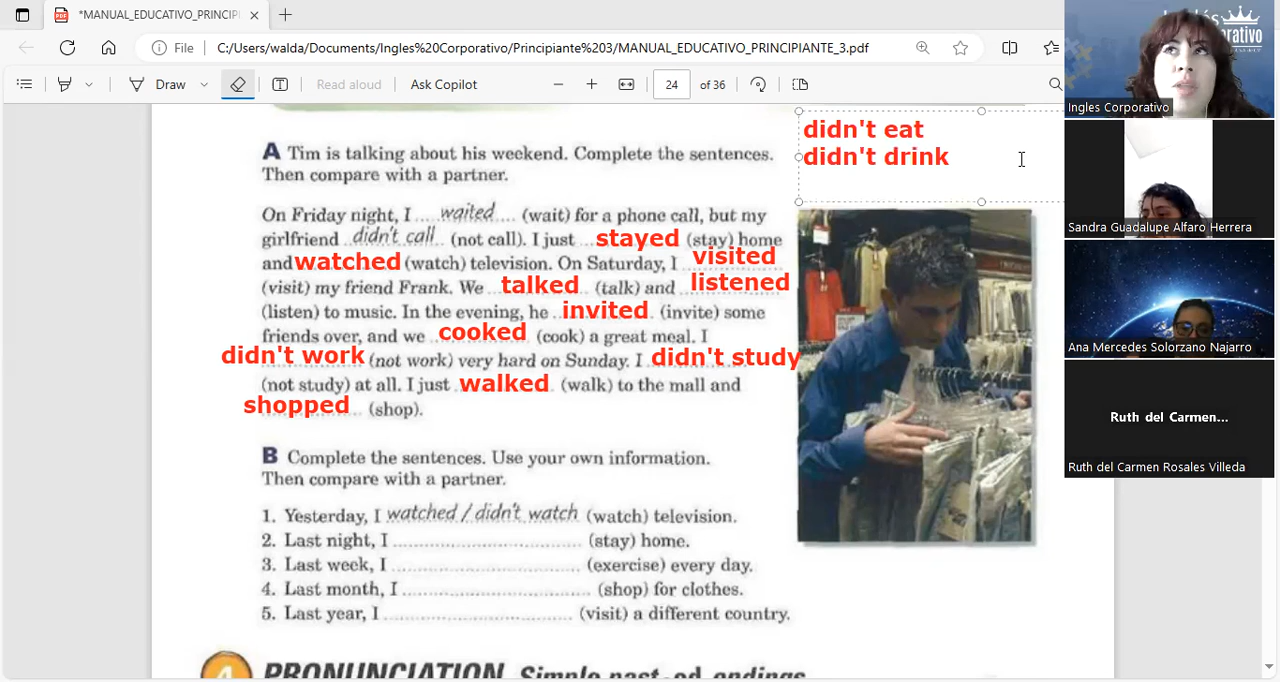 *MANUAL_EDUCATIVO_PRINCIPI
File
C:/Users/walda/Documents/Ingles%20Corporativo/Principiante%203/MANUAL_EDUCATIVO_PRINCIPIANTE_3.pdf
Draw
Read aloud
Ask Copilot
24
of 36
didn't eat
didn't drink
A Tim is talking about his weekend. Complete the sentences.
Then compare with a partner.
On Friday night, I waited (wait) for a phone call, but my
girlfriend didn't call (not call). I just stayed (stay) home
and watched (watch) television. On Saturday, I visited
(visit) my friend Frank. We talked (talk) and listened
(listen) to music. In the evening, he invited (invite) some
friends over, and we cooked (cook) a great meal. I
didn't work (not work) very hard on Sunday. I didn't study
(not study) at all. I just walked (walk) to the mall and
shopped (shop).
B Complete the sentences. Use your own information.
Then compare with a partner.
1. Yesterday, I watched / didn't watch (watch) television.
2. Last night, I (stay) home.
3. Last week, I (exercise) every day.
4. Last month, I (shop) for clothes.
5. Last year, I (visit) a different country.
4 PRONUNCIATION Simple past -ed endings
Ingles Corporativo
Sandra Guadalupe Alfaro Herrera
Ana Mercedes Solorzano Najarro
Ruth del Carmen...
Ruth del Carmen Rosales Villeda